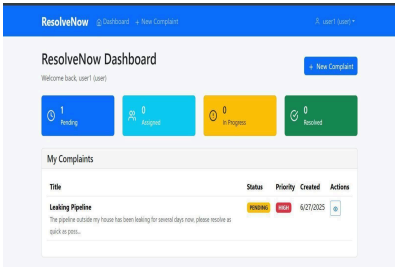 ResolveNow Dashboard + New Complaint user1 (user)
ResolveNow Dashboard
+ New Complaint
Welcome back, user1 (user)
1 0 0 0
Pending Assigned In Progress Resolved
My Complaints
Title Status Priority Created Actions
Leaking Pipeline PENDING HIGH 6/27/2025
The pipeline outside my house has been leaking for several days now, please resolve as
quick as poss...